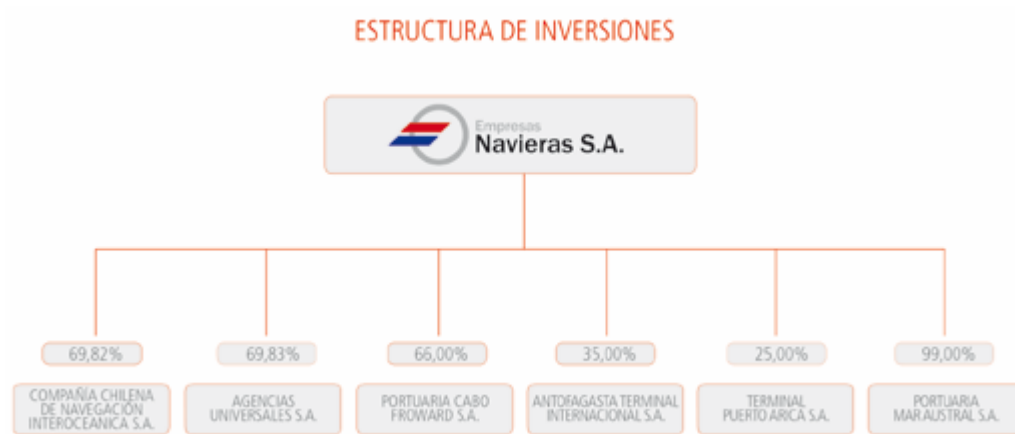 ESTRUCTURA DE INVERSIONES
Empresas
Navieras S.A.
69,82%
69,83%
66,00%
35,00%
25,00%
99,00%
COMPAÑÍA CHILENA
DE NAVEGACIÓN
INTEROCEANICA S.A.
AGENCIAS
UNIVERSALES S.A.
PORTUARIA CABO
FROWARD S.A.
ANTOFAGASTA TERMINAL
INTERNACIONAL S.A.
TERMINAL
PUERTO ARICA S.A.
PORTUARIA
MAR AUSTRAL S.A.